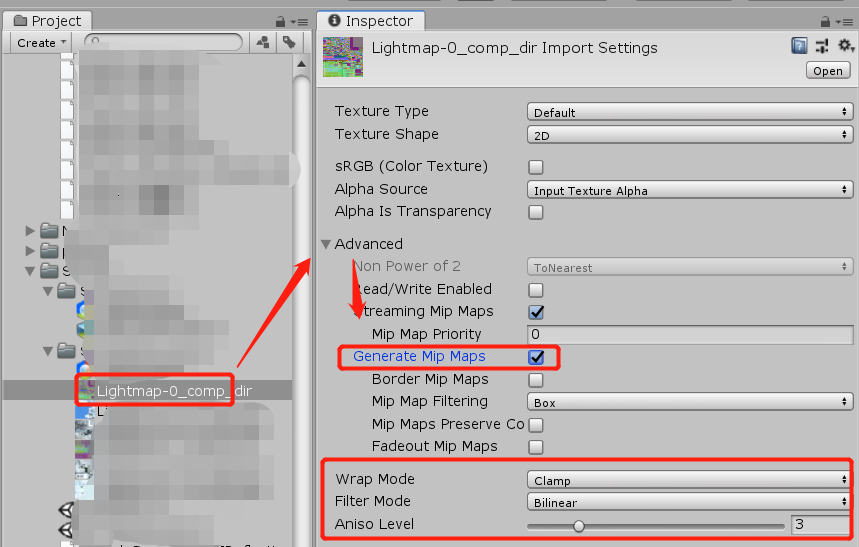 Project
Create
Lightmap-0_comp_dir
Inspector
Lightmap-0_comp_dir Import Settings
Open
Texture Type Default
Texture Shape 2D
sRGB (Color Texture)
Alpha Source Input Texture Alpha
Alpha Is Transparency
Advanced
Non Power of 2 ToNearest
Read/Write Enabled
Streaming Mip Maps
Mip Map Priority 0
Generate Mip Maps
Border Mip Maps
Mip Map Filtering Box
Mip Maps Preserve Co
Fadeout Mip Maps
Wrap Mode Clamp
Filter Mode Bilinear
Aniso Level 3